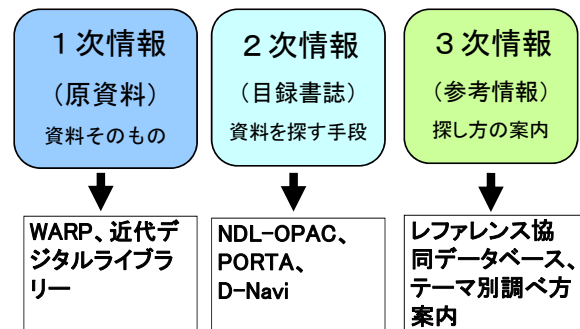 １次情報
（原資料）
資料そのもの
２次情報
（目録書誌）
資料を探す手段
３次情報
（参考情報）
探し方の案内
WARP、近代デ
ジタルライブラ
リー
NDL-OPAC、
PORTA、
D-Navi
レファレンス協
同データベース、
テーマ別調べ方
案内